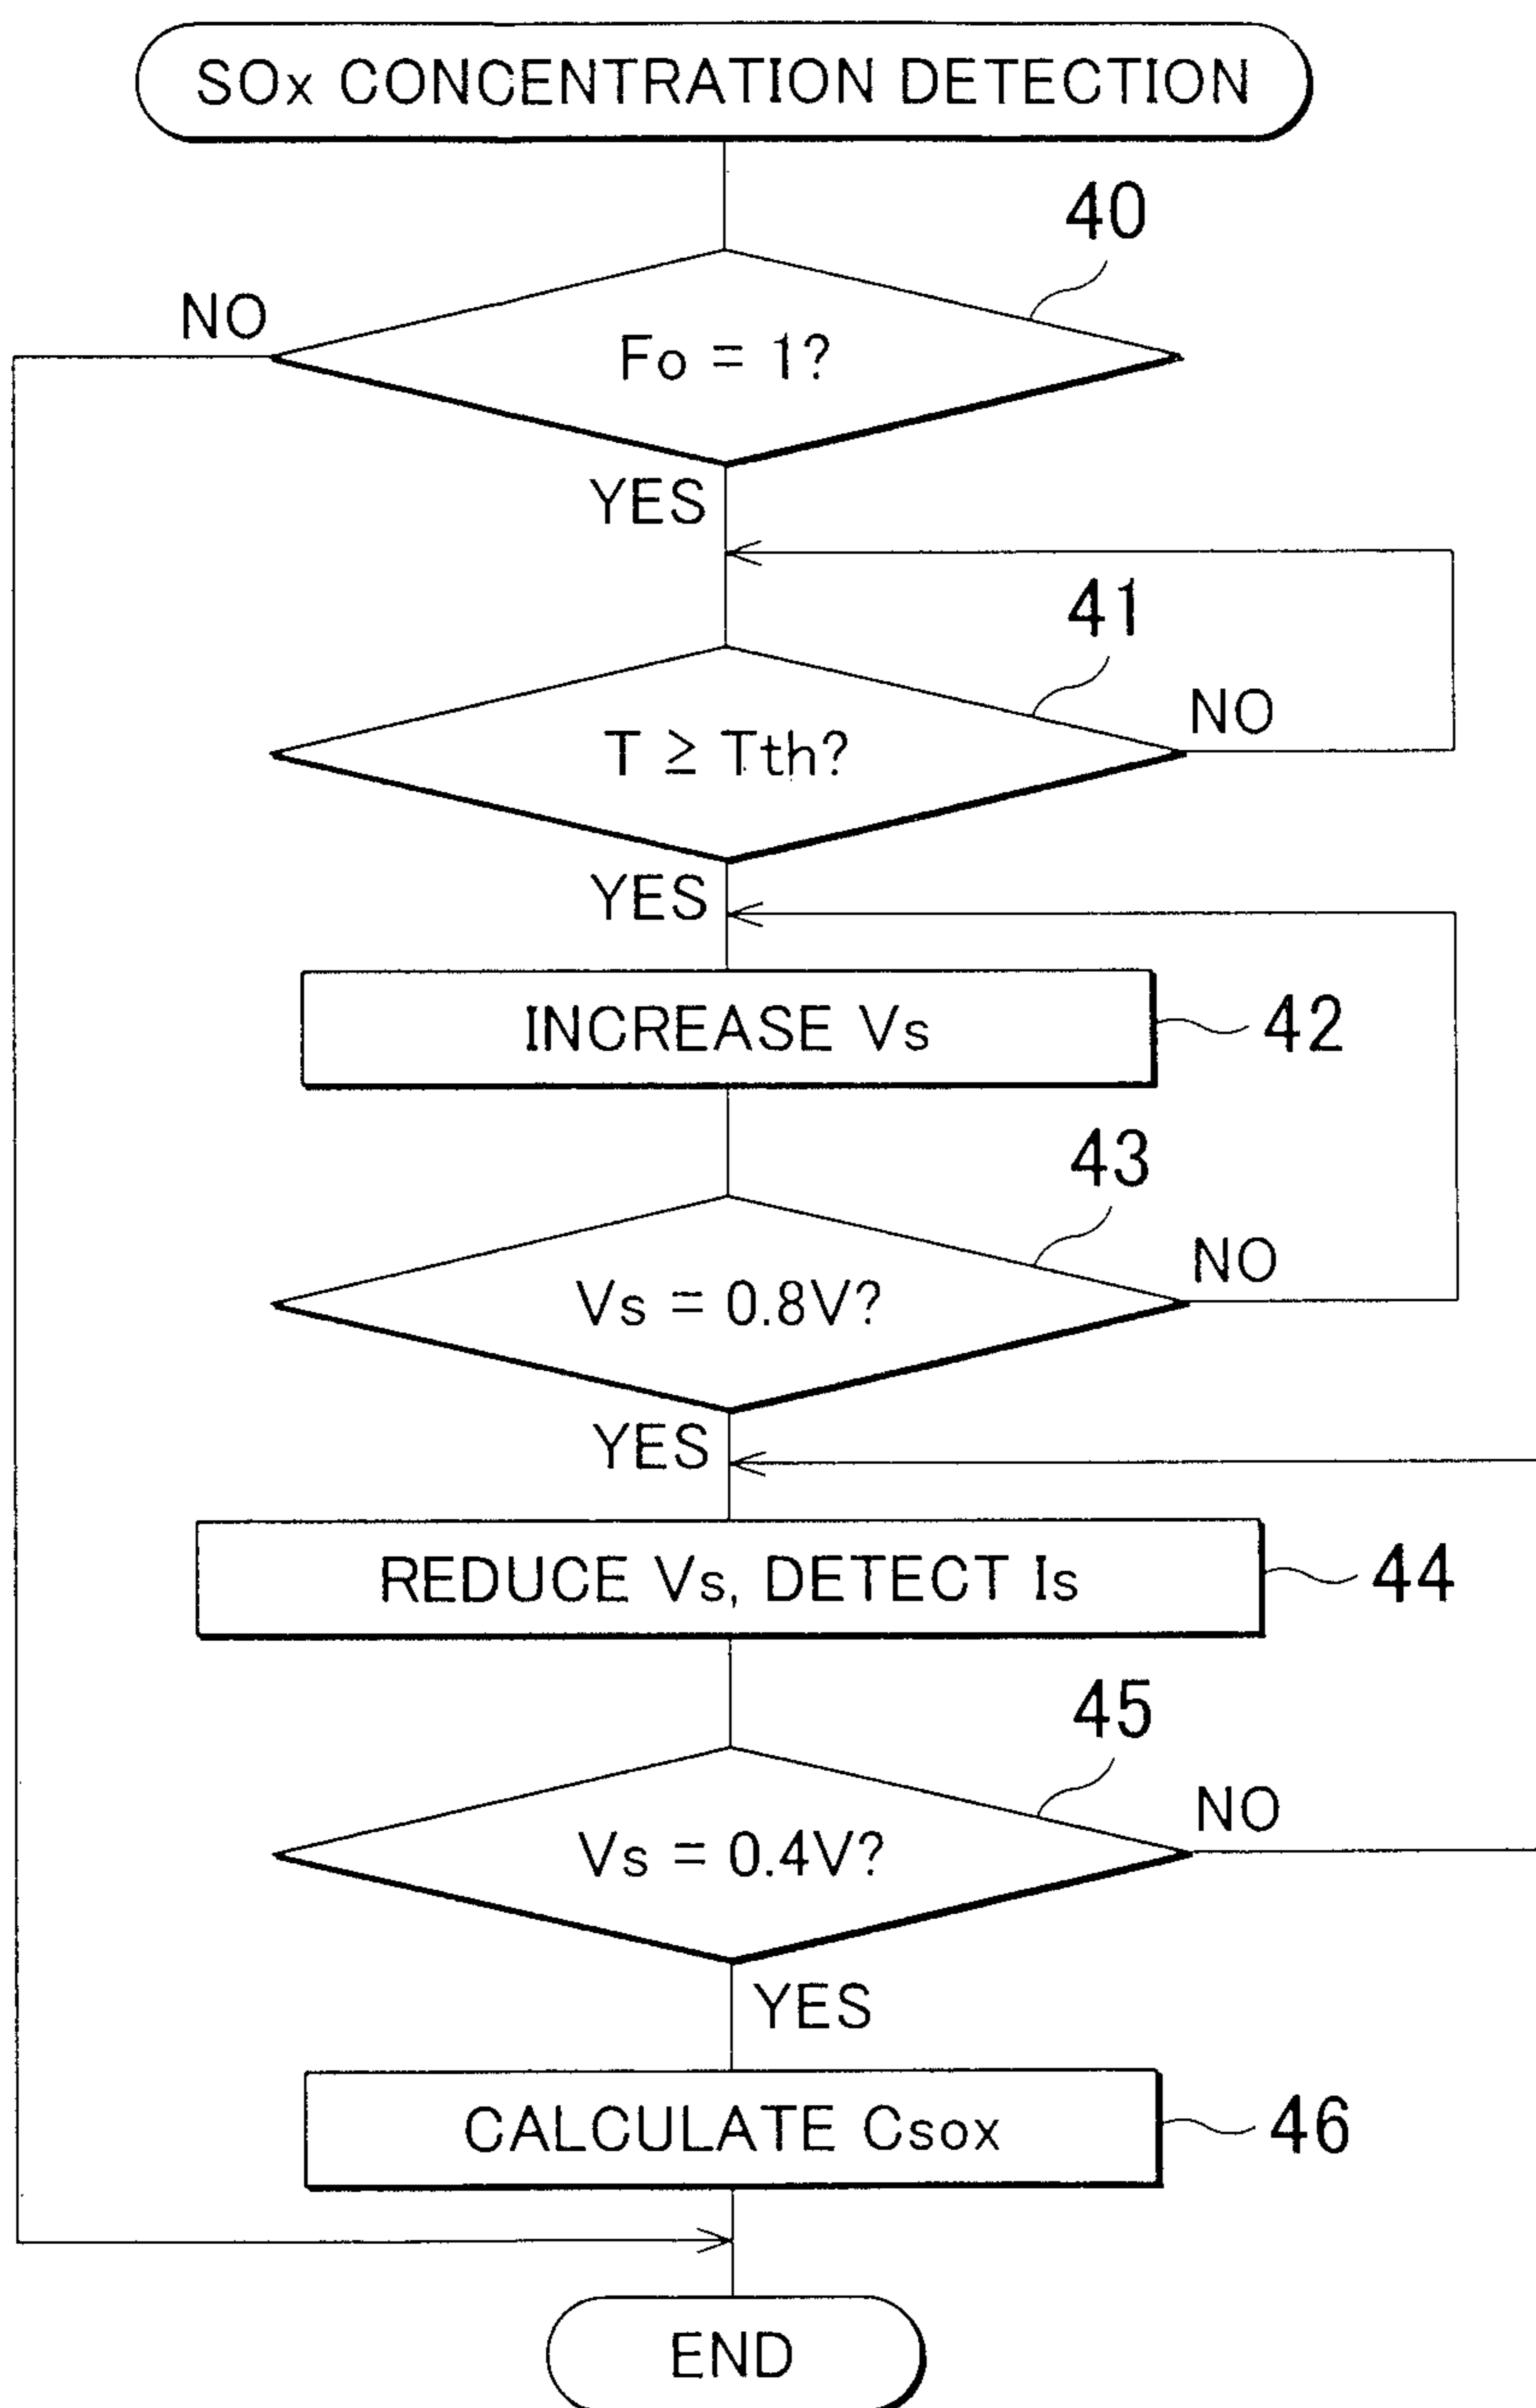 SOx CONCENTRATION DETECTION
40
NO
Fo = 1?
YES
41
NO
T ≥ Tth?
YES
INCREASE Vs
42
43
NO
Vs = 0.8V?
YES
REDUCE Vs, DETECT Is
44
45
NO
Vs = 0.4V?
YES
CALCULATE Csox
46
END